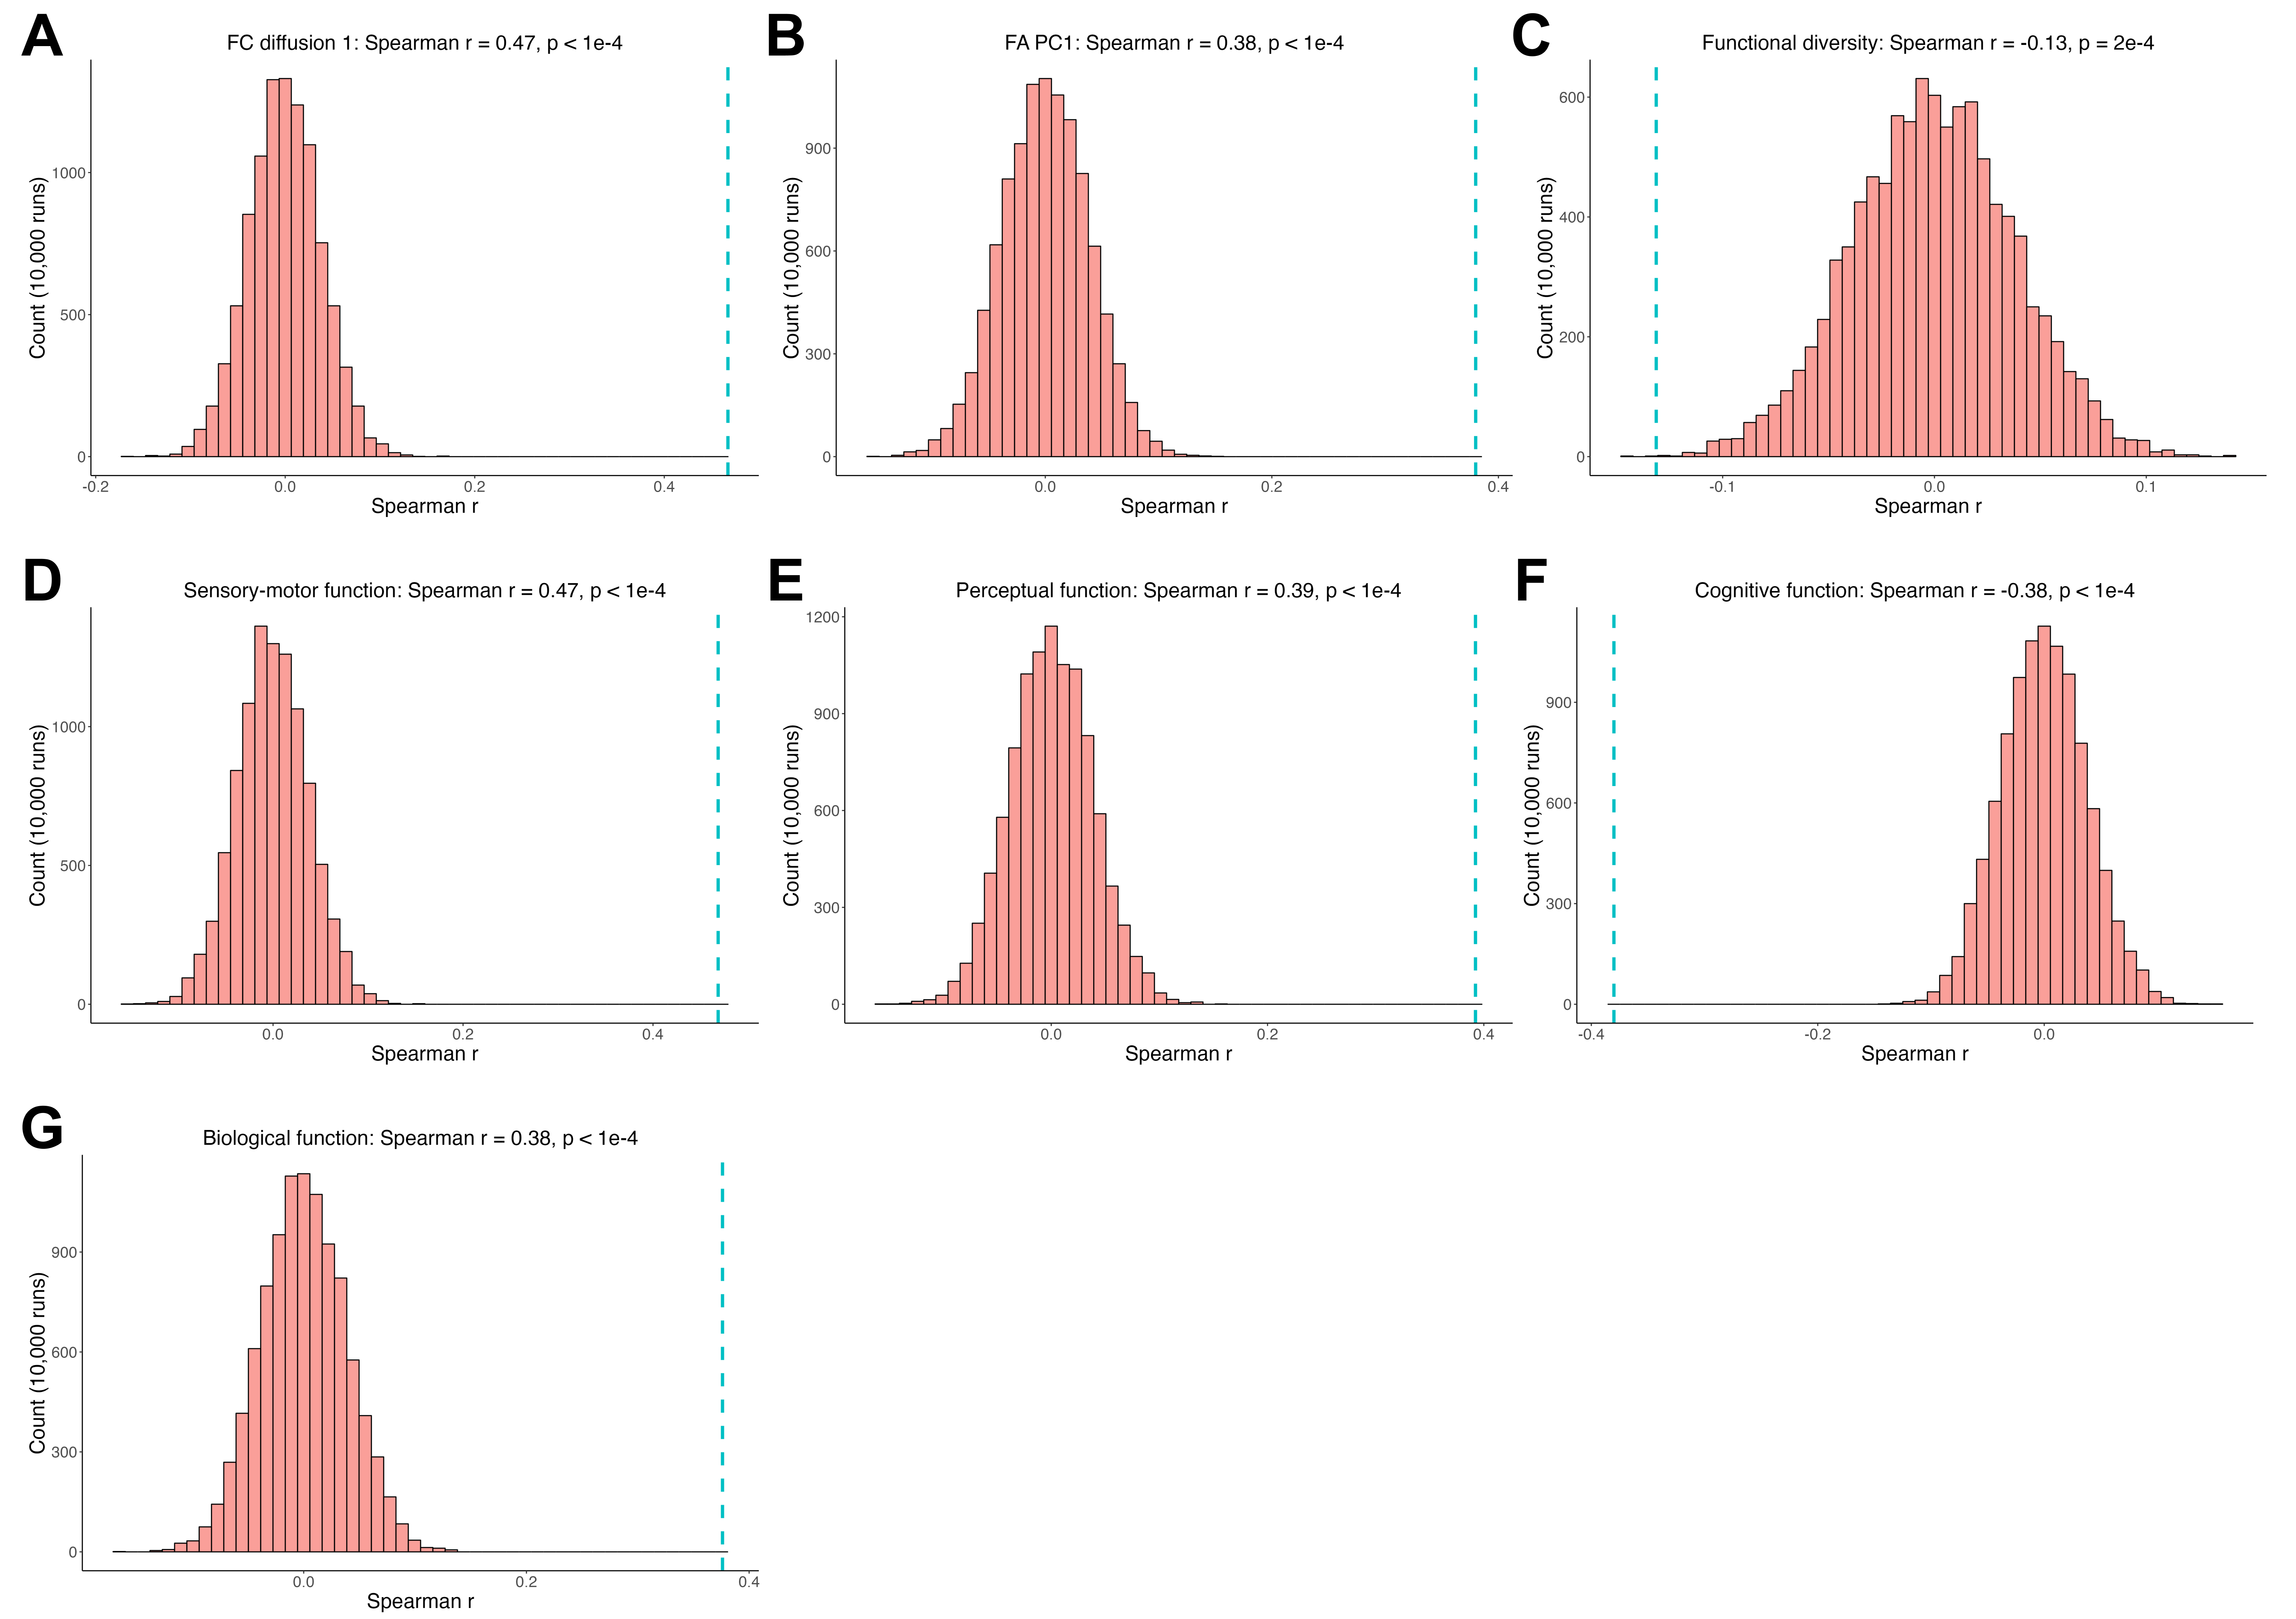 A
FC diffusion 1: Spearman r = 0.47, p < 1e-4
Count (10,000 runs)
1000
500
0
-0.2 0.0 0.2 0.4
Spearman r
B
FA PC1: Spearman r = 0.38, p < 1e-4
Count (10,000 runs)
900
600
300
0
0.0 0.2 0.4
Spearman r
C
Functional diversity: Spearman r = -0.13, p = 2e-4
Count (10,000 runs)
600
400
200
0
-0.1 0.0 0.1
Spearman r
D
Sensory-motor function: Spearman r = 0.47, p < 1e-4
Count (10,000 runs)
1000
500
0
0.0 0.2 0.4
Spearman r
E
Perceptual function: Spearman r = 0.39, p < 1e-4
Count (10,000 runs)
1200
900
600
300
0
0.0 0.2 0.4
Spearman r
F
Cognitive function: Spearman r = -0.38, p < 1e-4
Count (10,000 runs)
900
600
300
0
-0.4 -0.2 0.0
Spearman r
G
Biological function: Spearman r = 0.38, p < 1e-4
Count (10,000 runs)
900
600
300
0
0.0 0.2 0.4
Spearman r